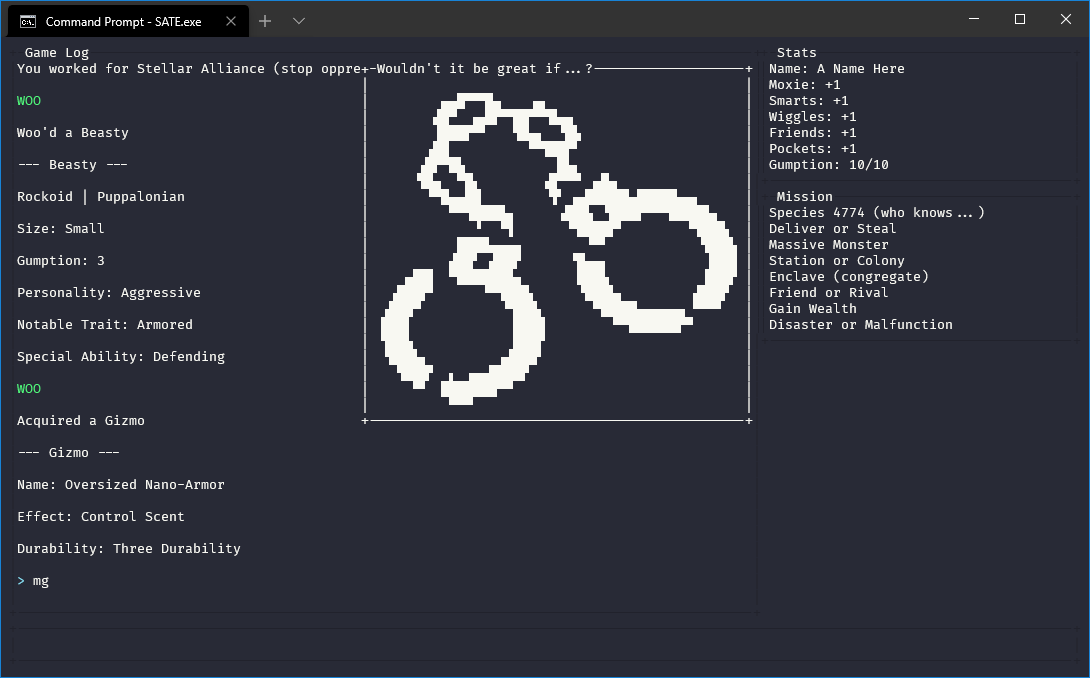 Command Prompt - SATE.exe
Game Log
You worked for Stellar Alliance (stop oppre
WOO
Woo'd a Beasty
--- Beasty ---
Rockoid | Puppalonian
Size: Small
Gumption: 3
Personality: Aggressive
Notable Trait: Armored
Special Ability: Defending
WOO
Acquired a Gizmo
--- Gizmo ---
Name: Oversized Nano-Armor
Effect: Control Scent
Durability: Three Durability
> mg
Wouldn't it be great if...?
Stats
Name: A Name Here
Moxie: +1
Smarts: +1
Wiggles: +1
Friends: +1
Pockets: +1
Gumption: 10/10
Mission
Species 4774 (who knows...)
Deliver or Steal
Massive Monster
Station or Colony
Enclave (congregate)
Friend or Rival
Gain Wealth
Disaster or Malfunction